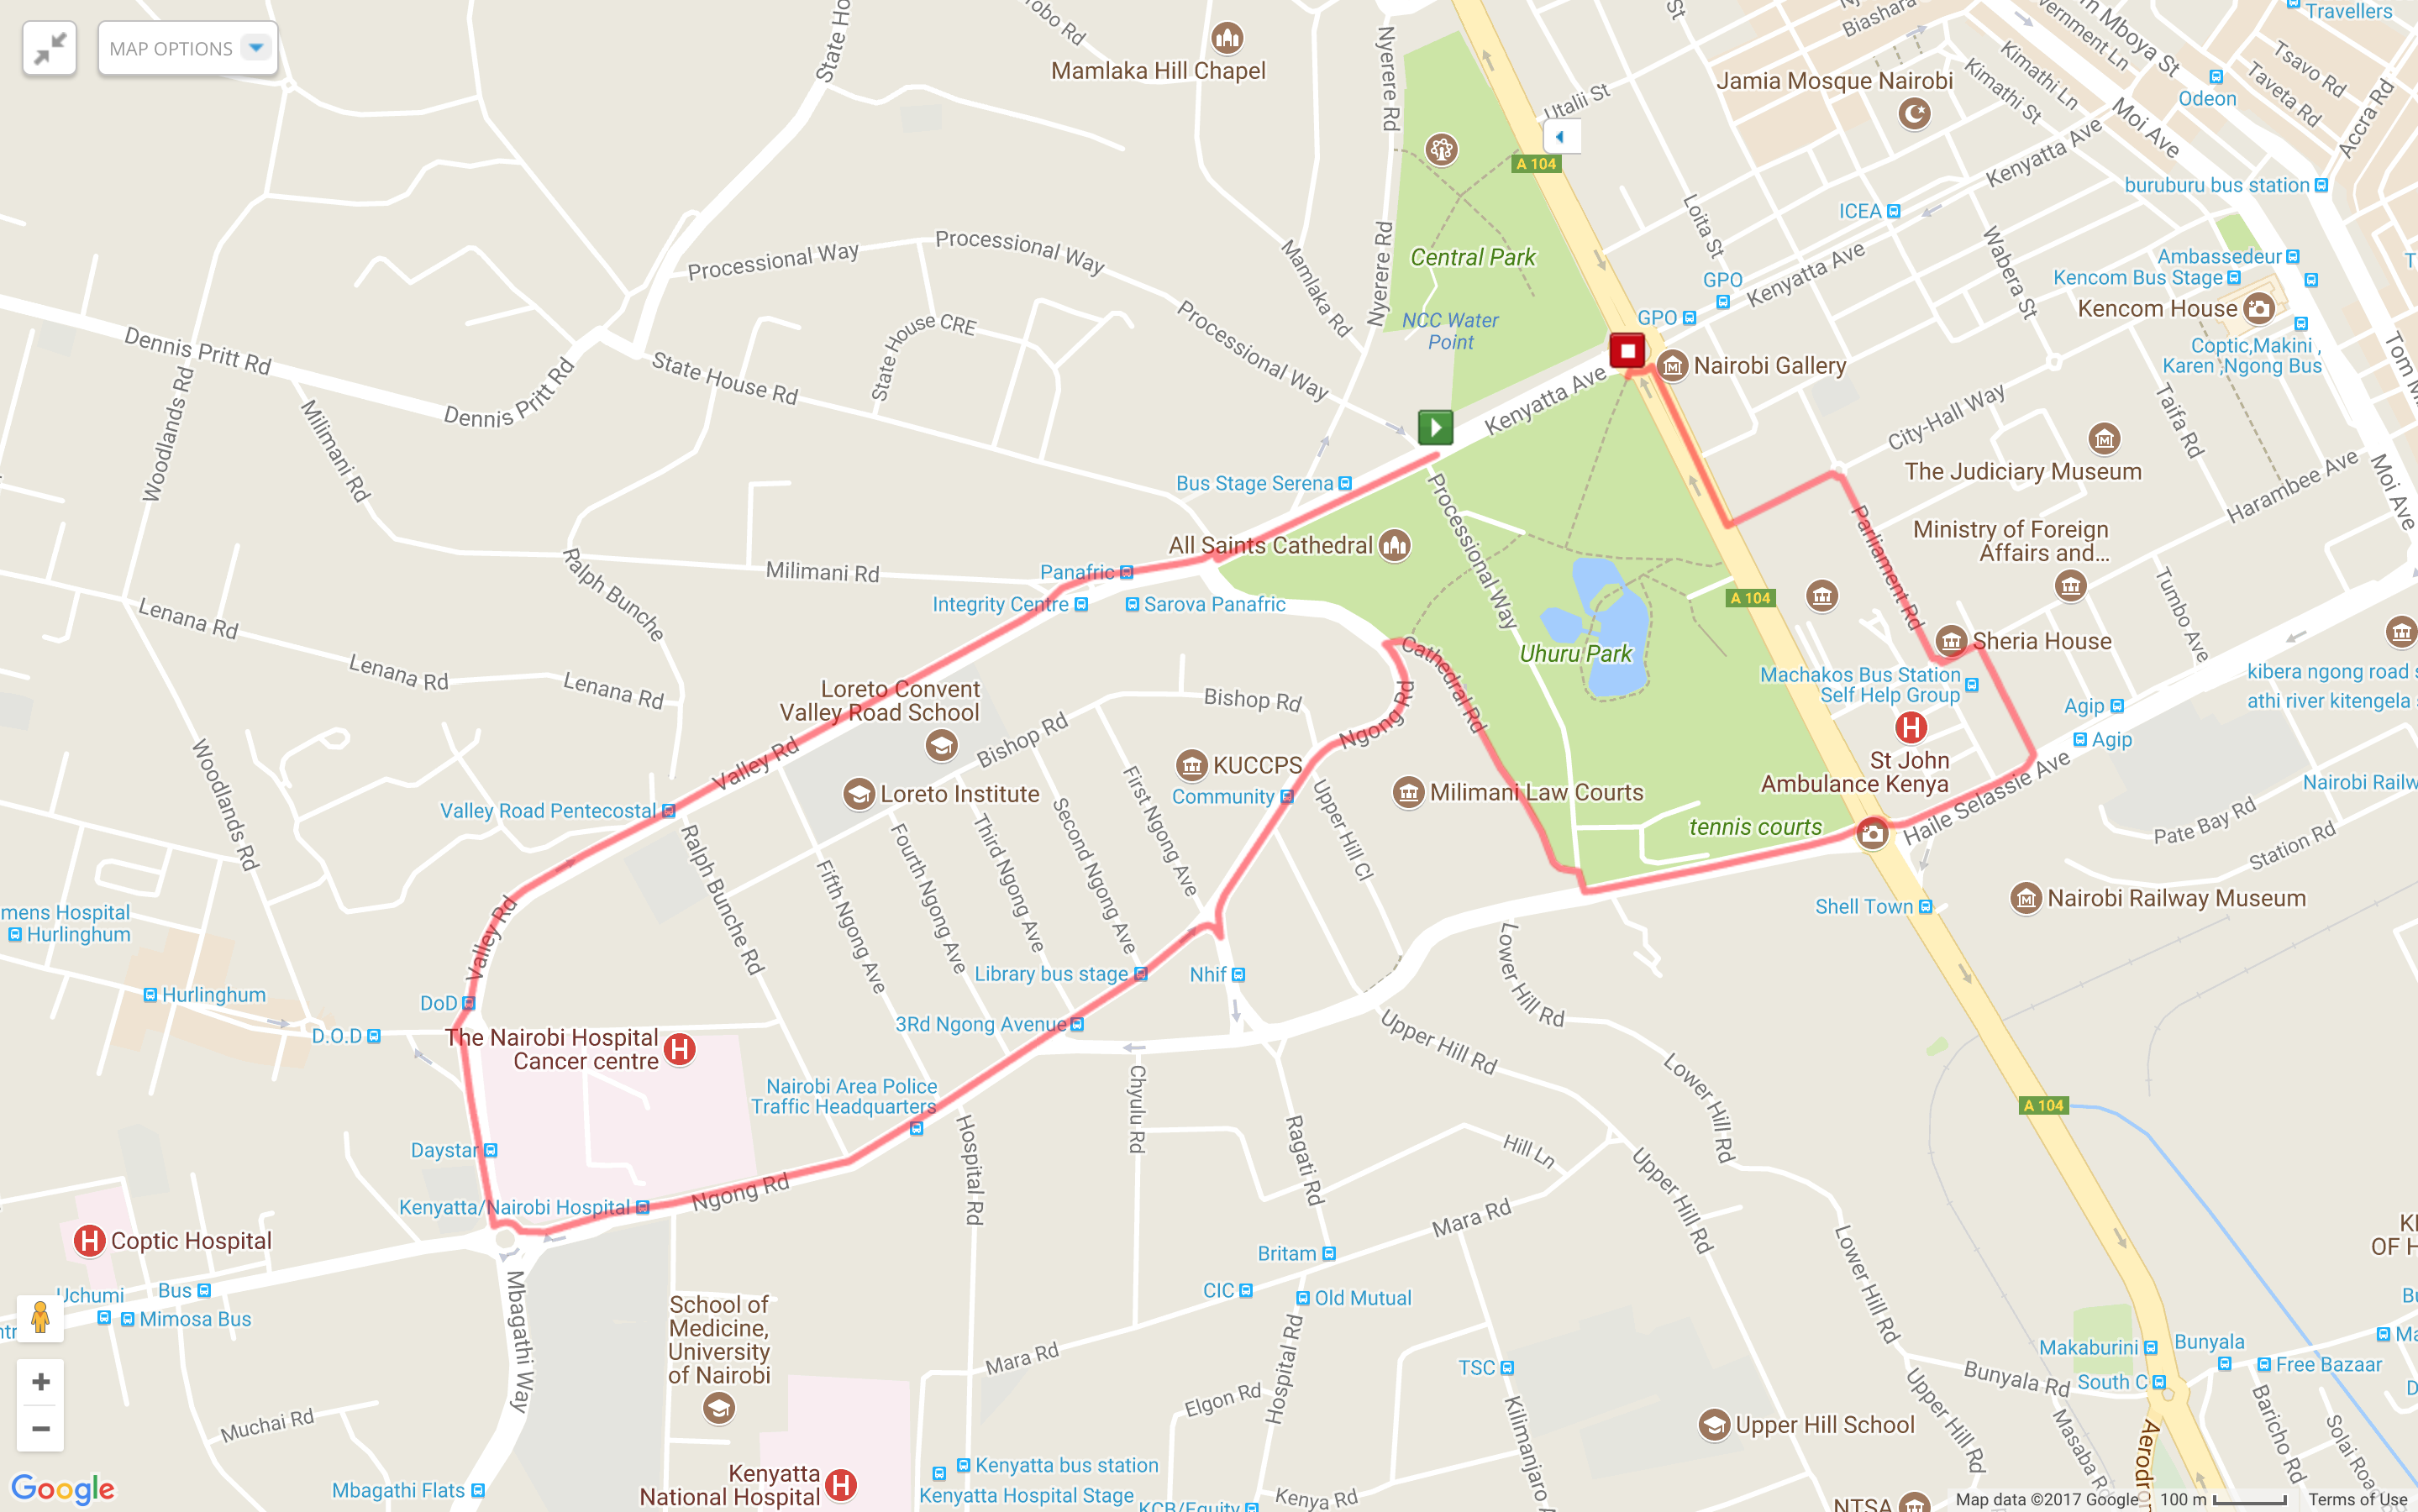 MAP OPTIONS
Mamlaka Hill Chapel
Nyerere Rd
State Ho
Utalii St
Biashara
Jamia Mosque Nairobi
Kimathi St
Kimathi Ln
Moi Ave
Tsavo Rd
Taveta Rd
Accra Rd
Travellers
Odeon
A 104
Kenyatta Ave
buruburu bus station
ICEA
Loita St
Wabera St
Central Park
Nyerere Rd
Mamlaka Rd
Processional Way
Processional Way
Processional Way
NCC Water
Point
GPO
GPO
Kenyatta Ave
Ambassedeur
Kencom Bus Stage
Kencom House
Coptic,Makini ,
Karen ,Ngong Bus
Dennis Pritt Rd
Dennis Pritt Rd
State House Rd
State House CRE
Woodlands Rd
Milimani Rd
Kenyatta Ave
Nairobi Gallery
City-Hall Way
Taifa Rd
The Judiciary Museum
Harambee Ave
Moi Ave
Bus Stage Serena
All Saints Cathedral
Processional Way
Parliament Rd
Ministry of Foreign
Affairs and...
Panafric
Integrity Centre
Sarova Panafric
Milimani Rd
Ralph Bunche
A 104
Tumbo Ave
Lenana Rd
Lenana Rd
Lenana Rd
Uhuru Park
Cathedral Rd
Sheria House
Machakos Bus Station
Self Help Group
kibera ngong road s
athi river kitengela
Loreto Convent
Valley Road School
Bishop Rd
Bishop Rd
Ngong Rd
Agip
Agip
St John
Ambulance Kenya
Valley Rd
Loreto Institute
KUCCPS
Community
Milimani Law Courts
Haile Selassie Ave
Nairobi Railw
Valley Road Pentecostal
Woodlands Rd
tennis courts
Pate Bay Rd
Station Rd
Ralph Bunche Rd
Fifth Ngong Ave
Fourth Ngong Ave
Third Ngong Ave
Second Ngong Ave
First Ngong Ave
Upper Hill Cl
Shell Town
Nairobi Railway Museum
mens Hospital
Hurlinghum
Valley Rd
Hurlinghum
DoD
D.O.D
Library bus stage
Nhif
Lower Hill Rd
3Rd Ngong Avenue
The Nairobi Hospital
Cancer centre
Upper Hill Rd
Lower Hill Rd
Nairobi Area Police
Traffic Headquarters
Chyulu Rd
Hospital Rd
Ragati Rd
Hill Ln
A 104
Daystar
Kenyatta/Nairobi Hospital
Ngong Rd
Mara Rd
Upper Hill Rd
Lower Hill Rd
Coptic Hospital
Britam
CIC
Old Mutual
Uchumi
Bus
Mimosa Bus
Mbagathi Way
School of
Medicine,
University
of Nairobi
Mara Rd
Hospital Rd
Elgon Rd
TSC
Kilimanjaro A
Makaburini
Bunyala
Free Bazaar
South C
Bunyala Rd
Upper Hill Rd
Upper Hill School
Muchai Rd
Masaba Rd
Baricho Rd
Solai Roa
Kenyatta
National Hospital
Kenyatta bus station
Kenyatta Hospital Stage
KCB/Equity
Kenya Rd
Mbagathi Flats
NTSA
Google
Map data ©2017 Google
100 m
Terms of Use